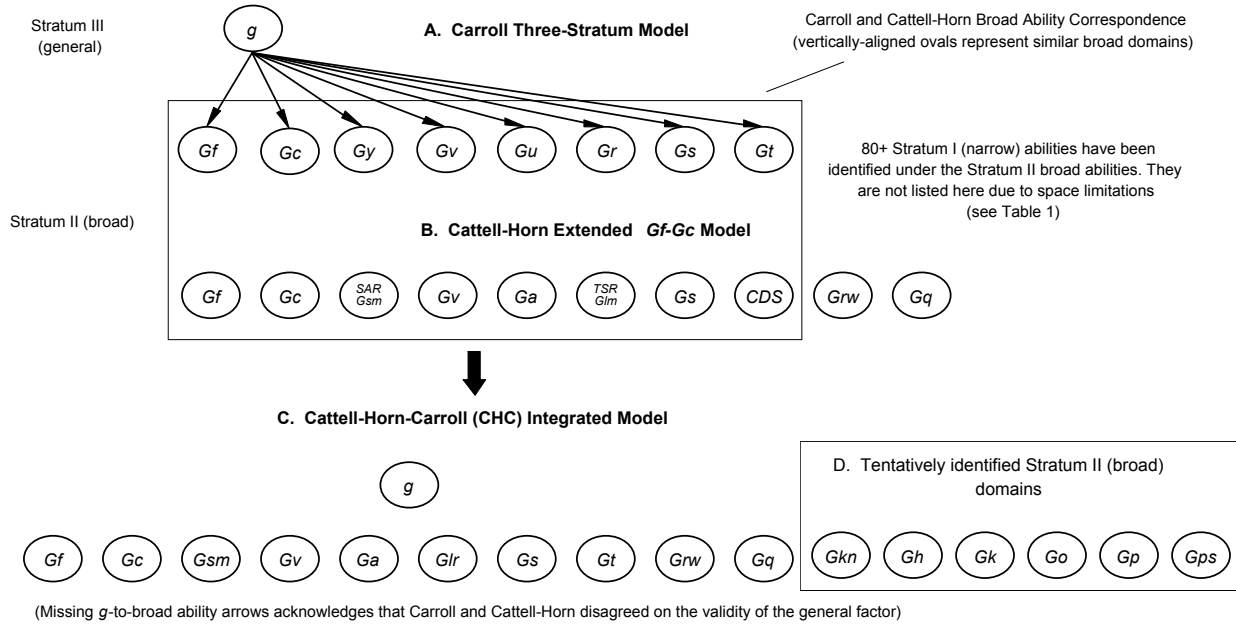 Stratum III
(general)
g
A. Carroll Three-Stratum Model
Carroll and Cattell-Horn Broad Ability Correspondence
(vertically-aligned ovals represent similar broad domains)
Gf Gc Gy Gv Gu Gr Gs Gt
80+ Stratum I (narrow) abilities have been
identified under the Stratum II broad abilities. They
are not listed here due to space limitations
(see Table 1)
Stratum II (broad)
B. Cattell-Horn Extended Gf-Gc Model
Gf Gc SAR Gsm Gv Ga TSR Glm Gs CDS Grw Gq
C. Cattell-Horn-Carroll (CHC) Integrated Model
g
D. Tentatively identified Stratum II (broad)
domains
Gf Gc Gsm Gv Ga Glr Gs Gt Grw Gq Gkn Gh Gk Go Gp Gps
(Missing g-to-broad ability arrows acknowledges that Carroll and Cattell-Horn disagreed on the validity of the general factor)